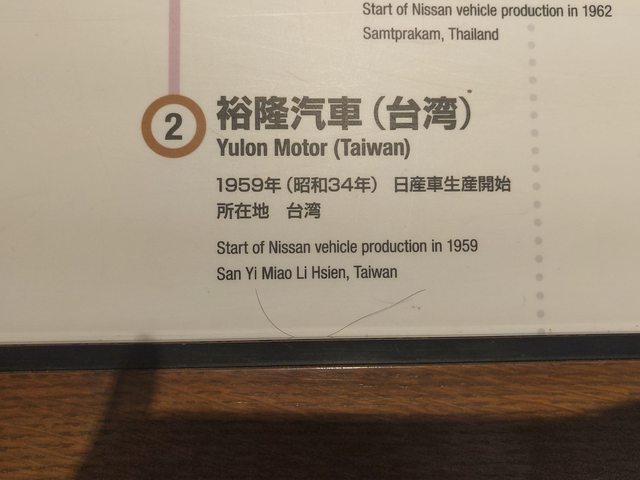 Start of Nissan vehicle production in 1962
Samtprakam, Thailand
2
裕隆汽車（台湾）
Yulon Motor (Taiwan)
1959年（昭和34年） 日産車生産開始
所在地 台湾
Start of Nissan vehicle production in 1959
San Yi Miao Li Hsien, Taiwan